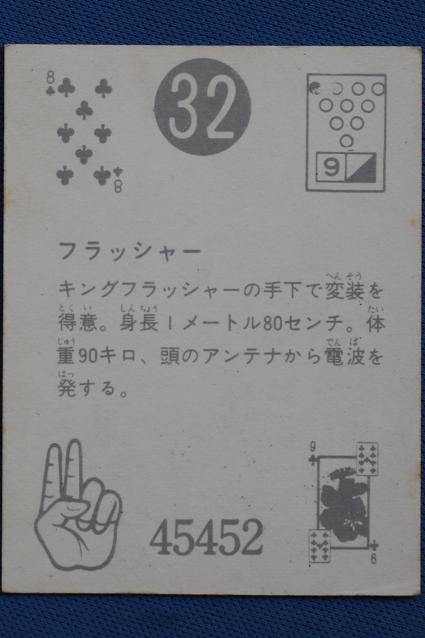 8
32
9
8
フラッシャー
キングフラッシャーの手下で変装を
得意。身長1メートル80センチ。体
重90キロ、頭のアンテナから電波を
発する。
9
45452
9